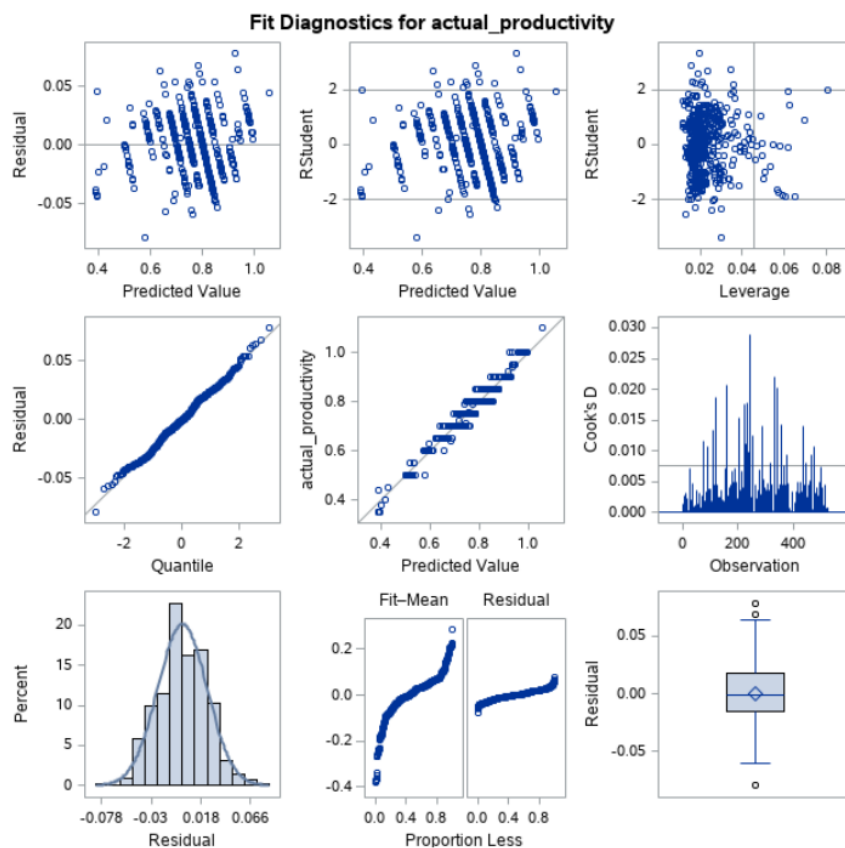 Fit Diagnostics for actual_productivity
Residual
0.05
0.00
-0.05
0.4 0.6 0.8 1.0
Predicted Value
RStudent
2
0
-2
0.4 0.6 0.8 1.0
Predicted Value
RStudent
2
0
-2
0.02 0.04 0.06 0.08
Leverage
Residual
0.05
0.00
-0.05
-2 0 2
Quantile
actual_productivity
1.0
0.8
0.6
0.4
0.4 0.6 0.8 1.0
Predicted Value
Cook's D
0.030
0.025
0.020
0.015
0.010
0.005
0.000
0 200 400
Observation
Percent
20
15
10
5
0
-0.078 -0.03 0.018 0.066
Residual
Fit–Mean Residual
0.2
0.0
-0.2
-0.4
0.0 0.4 0.8 0.0 0.4 0.8
Proportion Less
Residual
0.05
0.00
-0.05